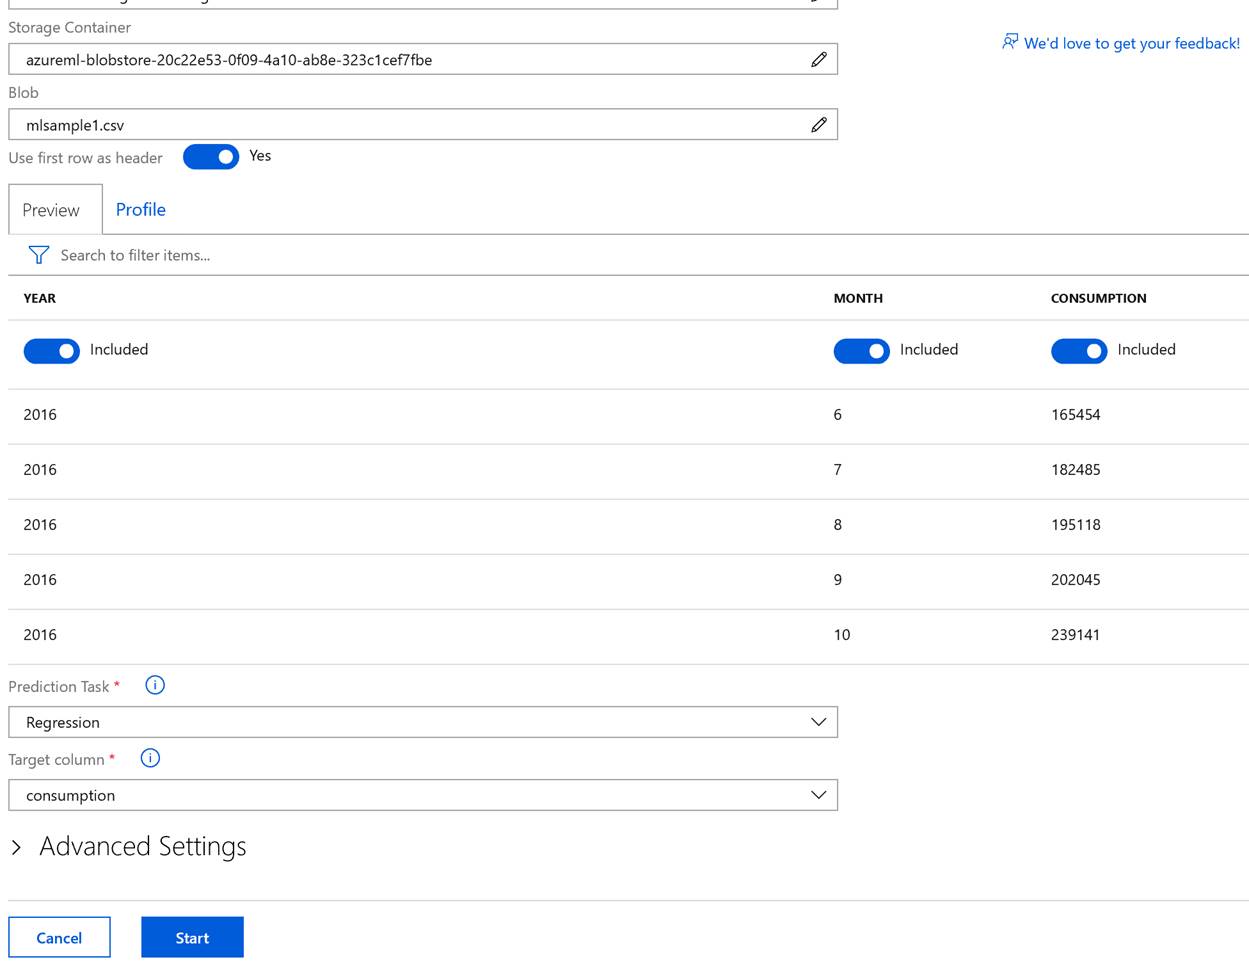 Storage Container
We'd love to get your feedback!
azureml-blobstore-20c22e53-0f09-4a10-ab8e-323c1cef7fbe
Blob
mlsample1.csv
Use first row as header Yes
Preview Profile
Search to filter items...
YEAR MONTH CONSUMPTION
Included Included Included
2016 6 165454
2016 7 182485
2016 8 195118
2016 9 202045
2016 10 239141
Prediction Task *
Regression
Target column *
consumption
Advanced Settings
Cancel Start